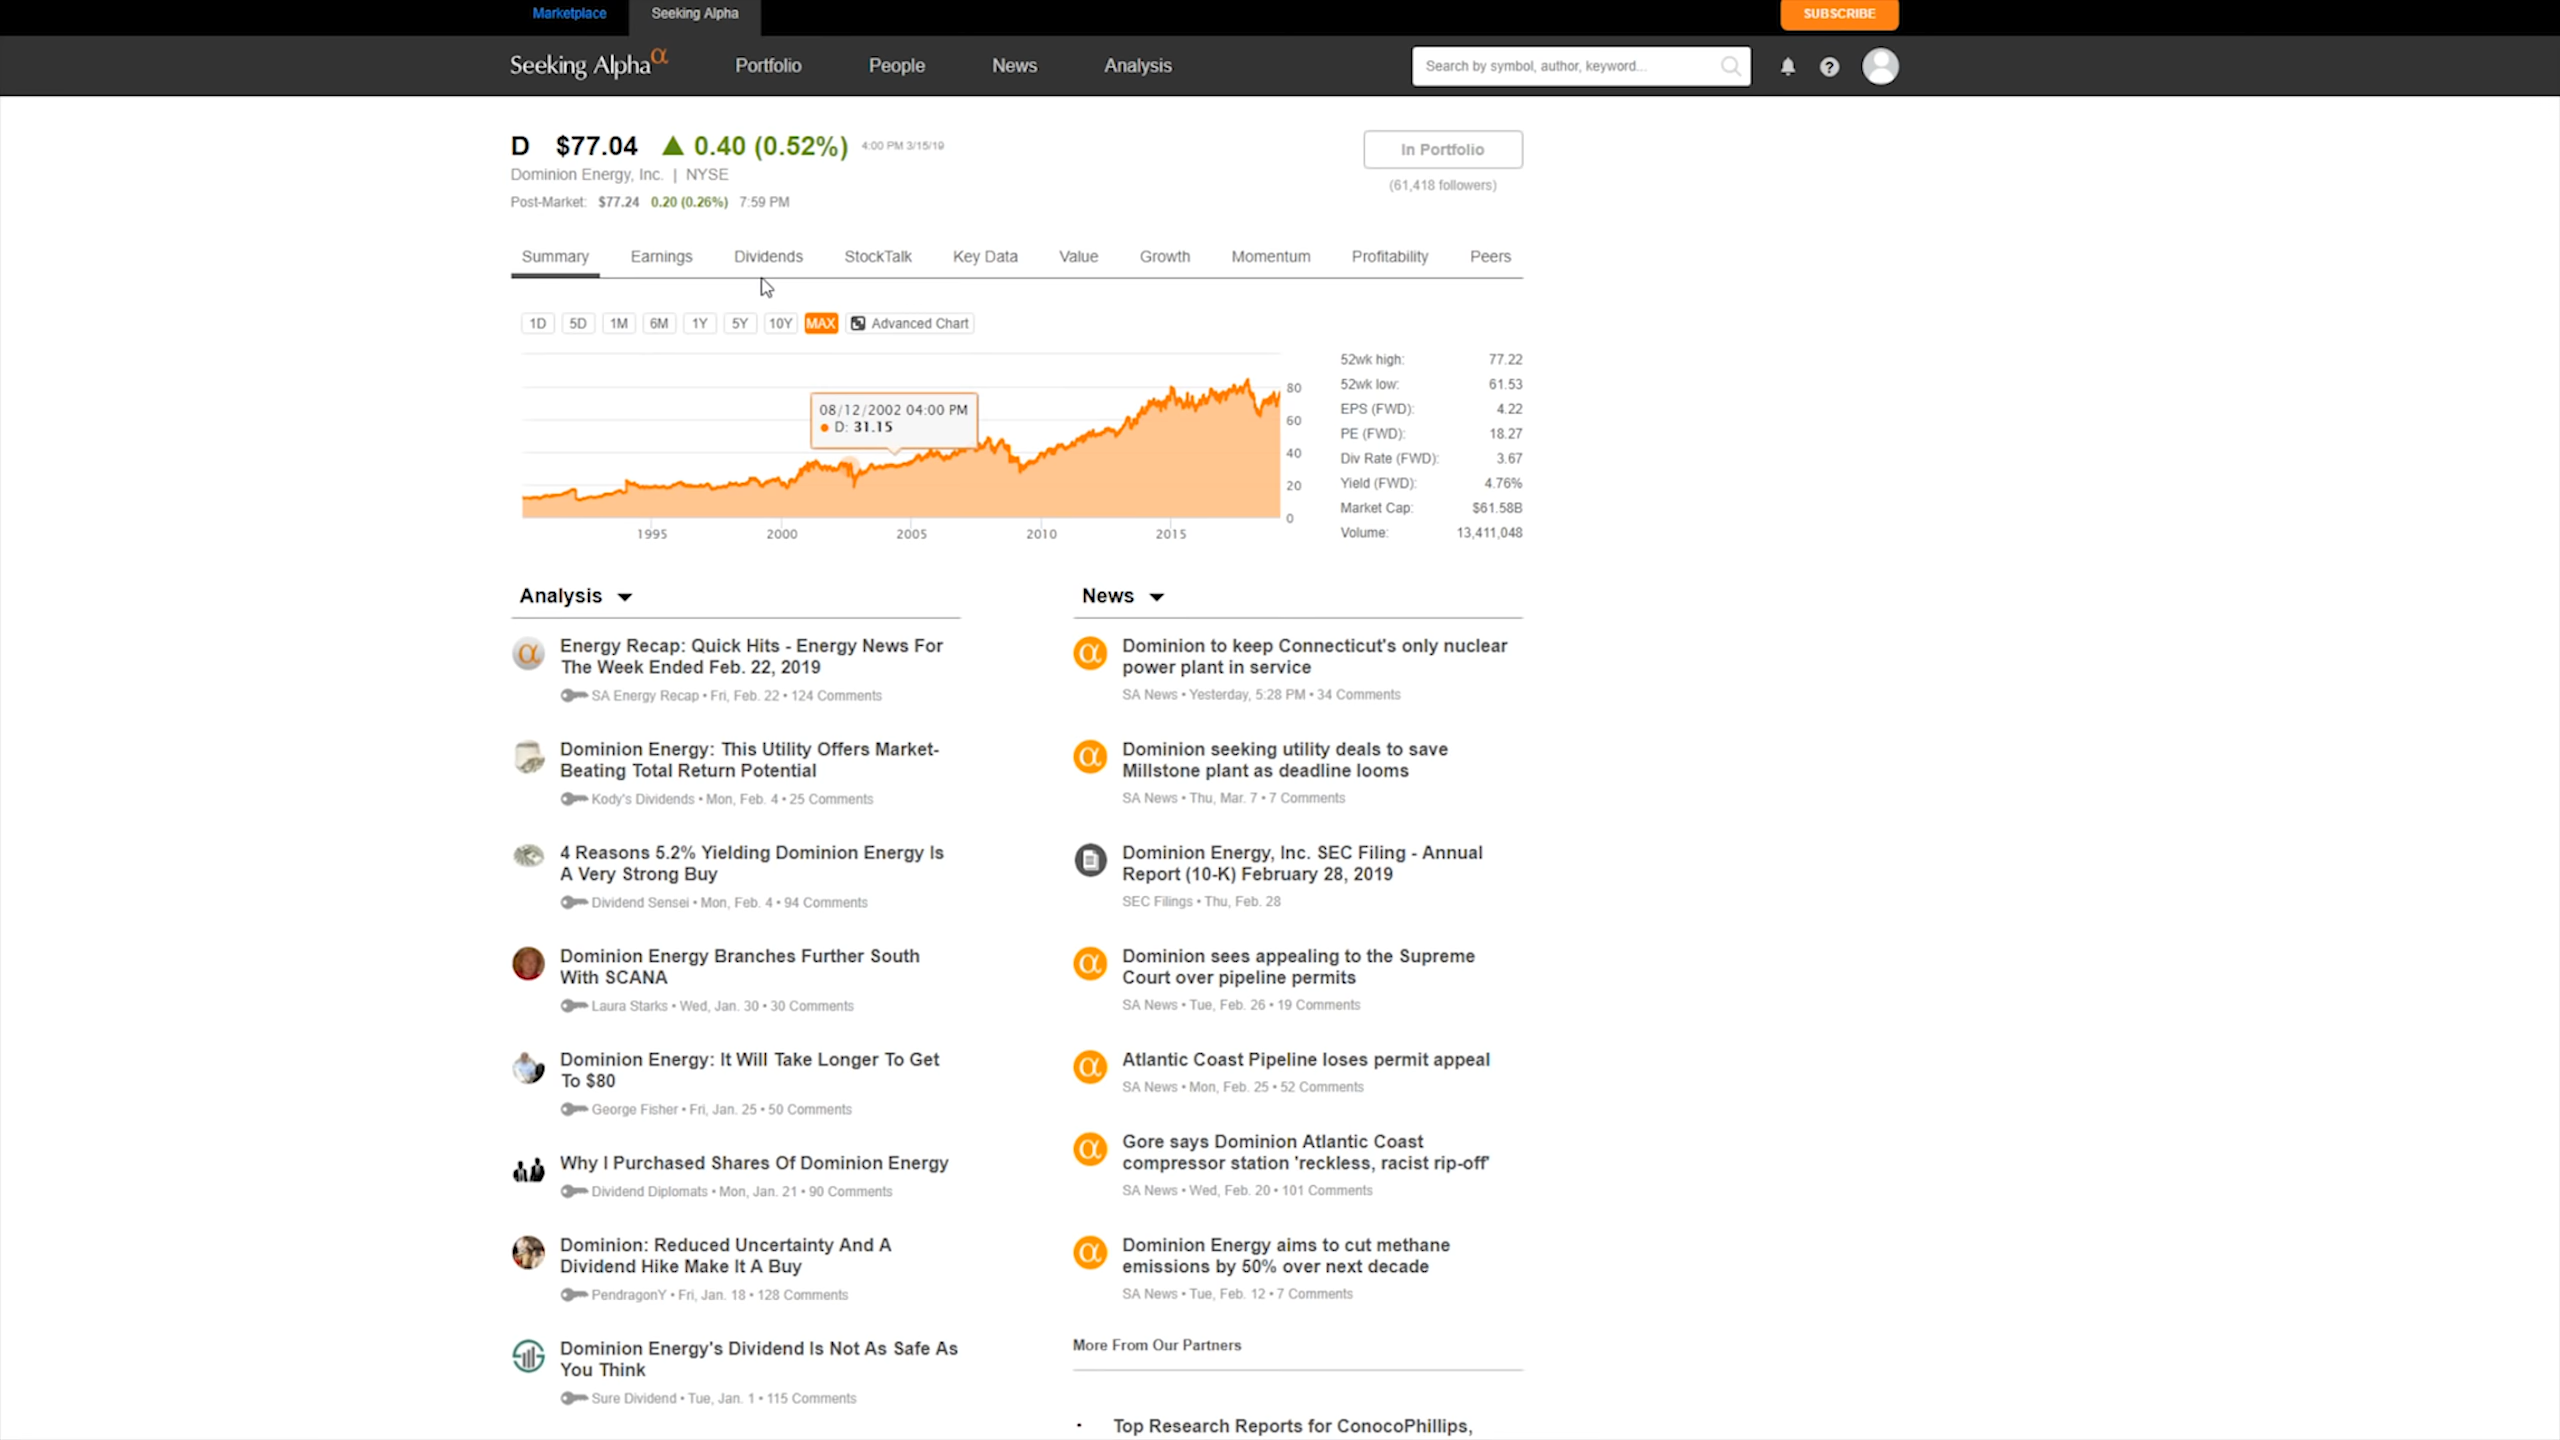 Marketplace
Seeking Alpha
SUBSCRIBE
Seeking Alpha α
Portfolio
People
News
Analysis
Search by symbol, author, keyword...
D $77.04 ▲ 0.40 (0.52%) 4:00 PM 3/15/19
Dominion Energy, Inc. | NYSE
Post-Market: $77.24 0.20 (0.26%) 7:59 PM
In Portfolio
(61,418 followers)
Summary
Earnings
Dividends
StockTalk
Key Data
Value
Growth
Momentum
Profitability
Peers
1D
5D
1M
6M
1Y
5Y
10Y
MAX
Advanced Chart
08/12/2002 04:00 PM
D: 31.15
80
60
40
20
0
1995
2000
2005
2010
2015
52wk high: 77.22
52wk low: 61.53
EPS (FWD): 4.22
PE (FWD): 18.27
Div Rate (FWD): 3.67
Yield (FWD): 4.76%
Market Cap: $61.58B
Volume: 13,411,048
Analysis
Energy Recap: Quick Hits - Energy News For
The Week Ended Feb. 22, 2019
SA Energy Recap • Fri, Feb. 22 • 124 Comments
Dominion Energy: This Utility Offers Market-
Beating Total Return Potential
Kody's Dividends • Mon, Feb. 4 • 25 Comments
4 Reasons 5.2% Yielding Dominion Energy Is
A Very Strong Buy
Dividend Sensei • Mon, Feb. 4 • 94 Comments
Dominion Energy Branches Further South
With SCANA
Laura Starks • Wed, Jan. 30 • 30 Comments
Dominion Energy: It Will Take Longer To Get
To $80
George Fisher • Fri, Jan. 25 • 50 Comments
Why I Purchased Shares Of Dominion Energy
Dividend Diplomats • Mon, Jan. 21 • 90 Comments
Dominion: Reduced Uncertainty And A
Dividend Hike Make It A Buy
PendragonY • Fri, Jan. 18 • 128 Comments
Dominion Energy's Dividend Is Not As Safe As
You Think
Sure Dividend • Tue, Jan. 1 • 115 Comments
News
Dominion to keep Connecticut's only nuclear
power plant in service
SA News • Yesterday, 5:28 PM • 34 Comments
Dominion seeking utility deals to save
Millstone plant as deadline looms
SA News • Thu, Mar. 7 • 7 Comments
Dominion Energy, Inc. SEC Filing - Annual
Report (10-K) February 28, 2019
SEC Filings • Thu, Feb. 28
Dominion sees appealing to the Supreme
Court over pipeline permits
SA News • Tue, Feb. 26 • 19 Comments
Atlantic Coast Pipeline loses permit appeal
SA News • Mon, Feb. 25 • 52 Comments
Gore says Dominion Atlantic Coast
compressor station 'reckless, racist rip-off'
SA News • Wed, Feb. 20 • 101 Comments
Dominion Energy aims to cut methane
emissions by 50% over next decade
SA News • Tue, Feb. 12 • 7 Comments
More From Our Partners
Top Research Reports for ConocoPhillips,